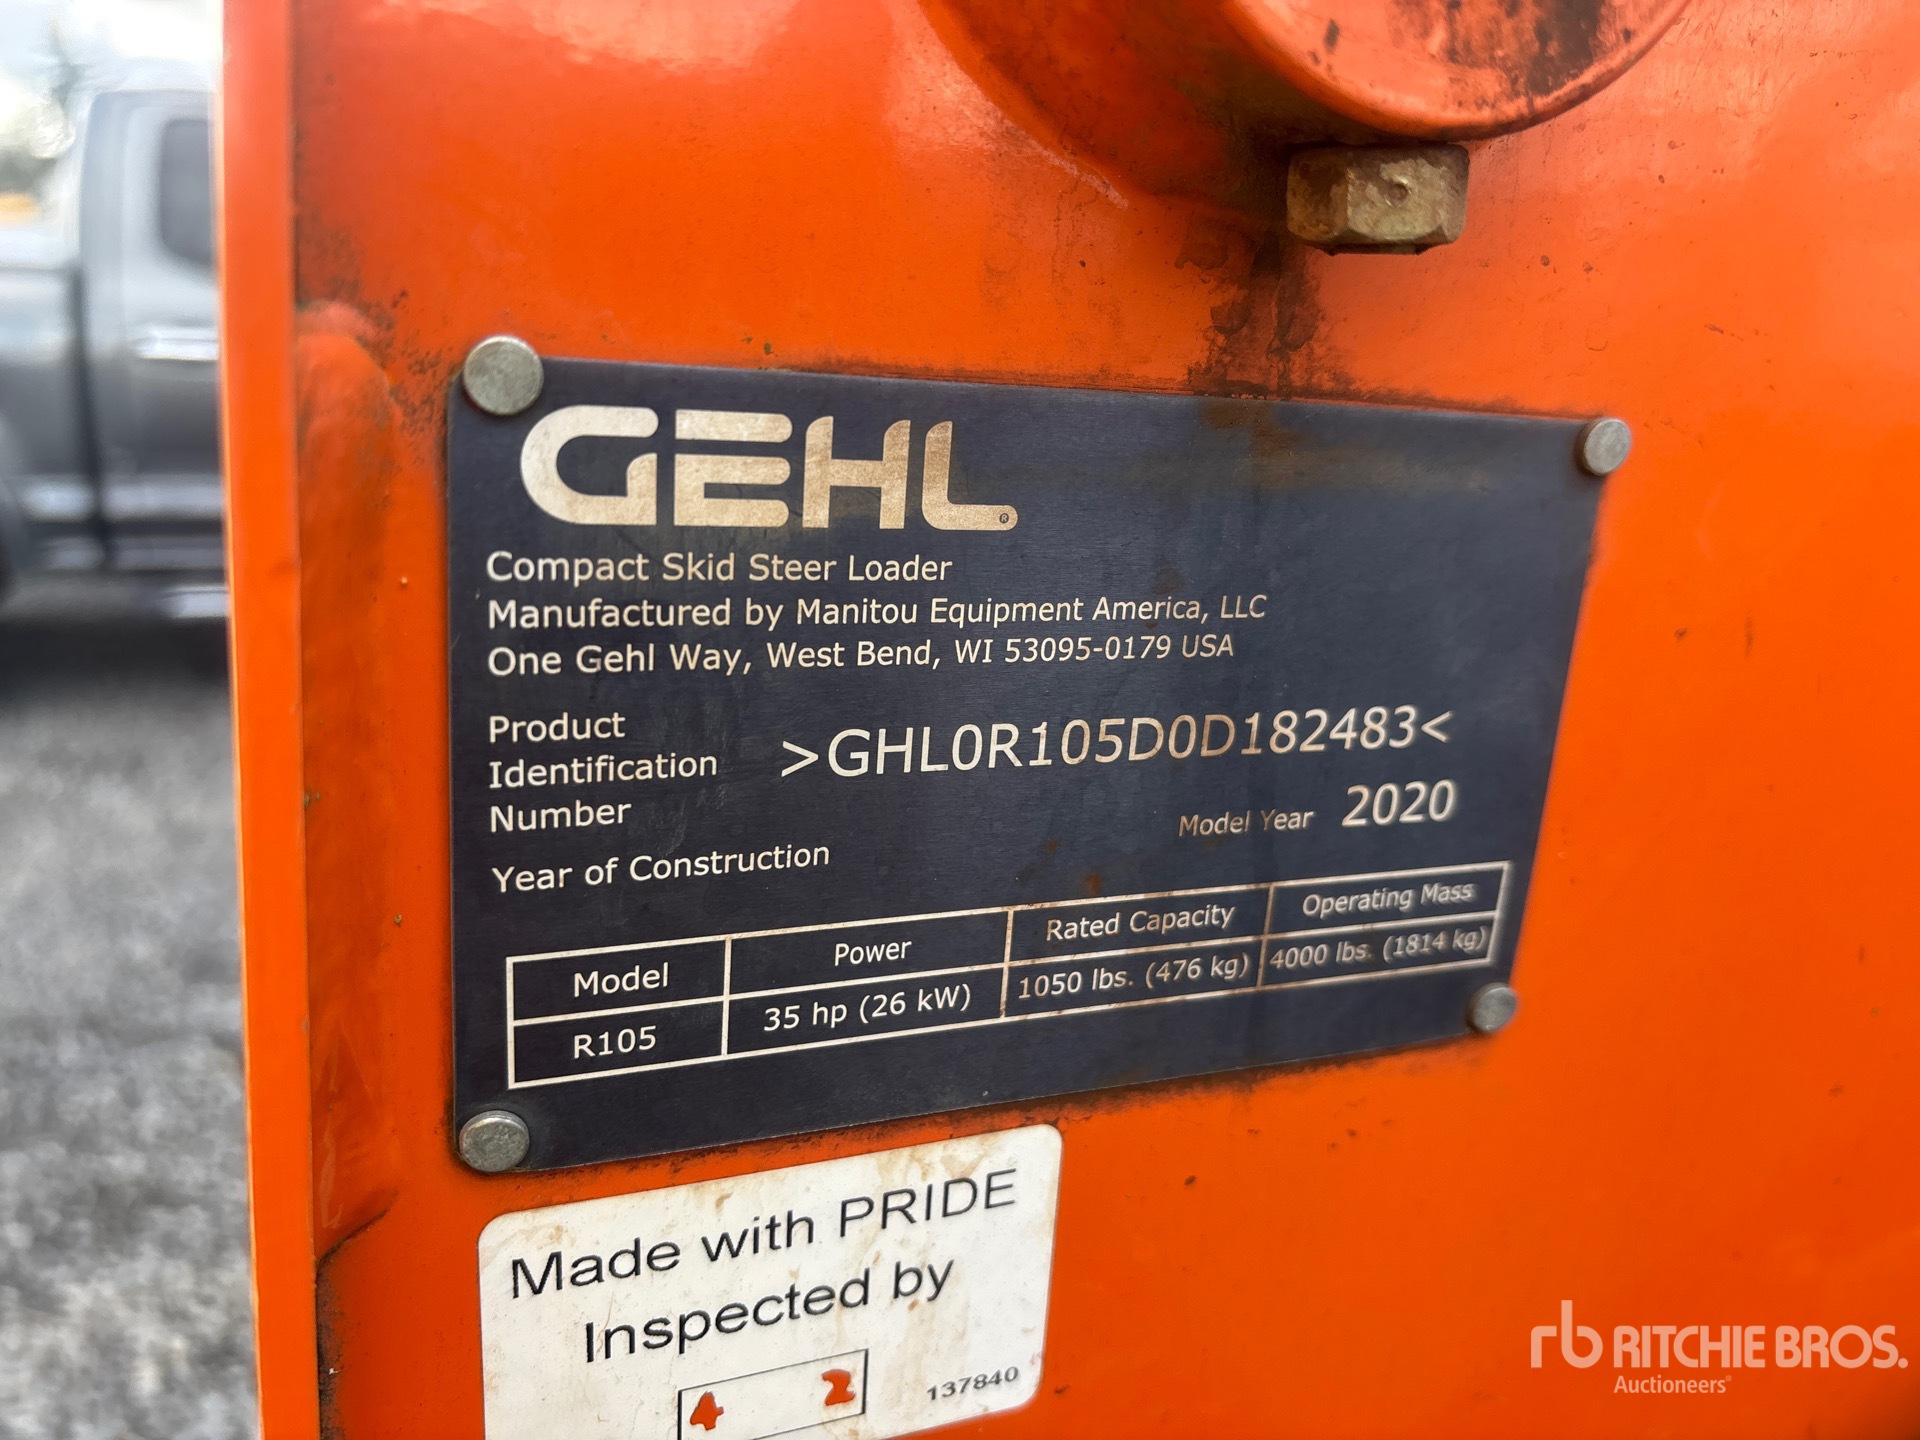 GEHL®
Compact Skid Steer Loader
Manufactured by Manitou Equipment America, LLC
One Gehl Way, West Bend, WI 53095-0179 USA
Product
Identification
Number
>GHL0R105D0D182483<
Model Year 2020
Year of Construction
Model Power Rated Capacity Operating Mass
R105 35 hp (26 kW) 1050 lbs. (476 kg) 4000 lbs. (1814 kg)
Made with PRIDE
Inspected by
4 2
137840
rb RITCHIE BROS.
Auctioneers®